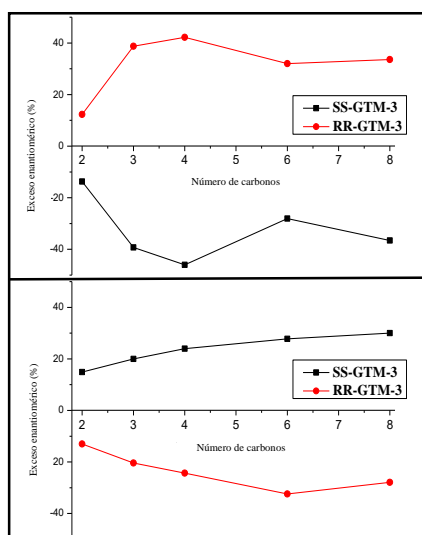 40
20
0
-20
-40
2 3 4 5 6 7 8
Exceso enantiomérico (%)
Número de carbonos
SS-GTM-3
RR-GTM-3
40
20
0
20
-40
2 3 4 5 6 7 8
Exceso enantiomérico (%)
Número de carbonos
SS-GTM-3
RR-GTM-3